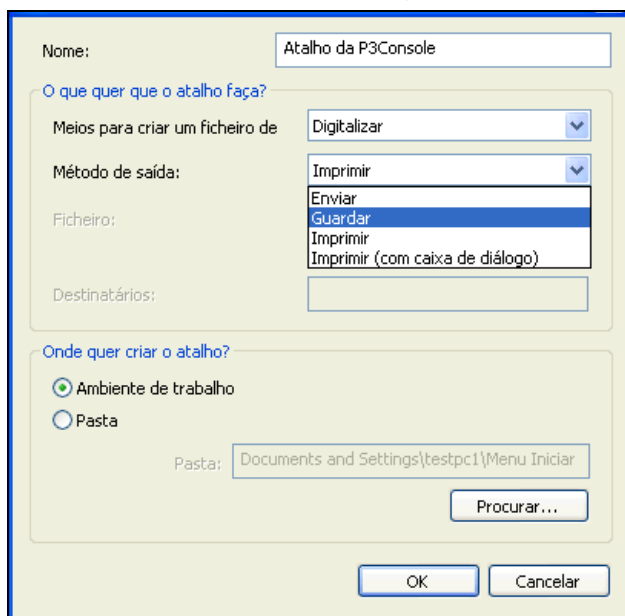 Nome: Atalho da P3Console
O que quer que o atalho faça?
Meios para criar um ficheiro de Digitalizar
Método de saída: Imprimir
Enviar
Guardar
Imprimir
Imprimir (com caixa de diálogo)
Ficheiro:
Destinatários:
Onde quer criar o atalho?
Ambiente de trabalho
Pasta
Pasta: Documents and Settings\testpc1\Menu Iniciar
Procurar...
OK Cancelar